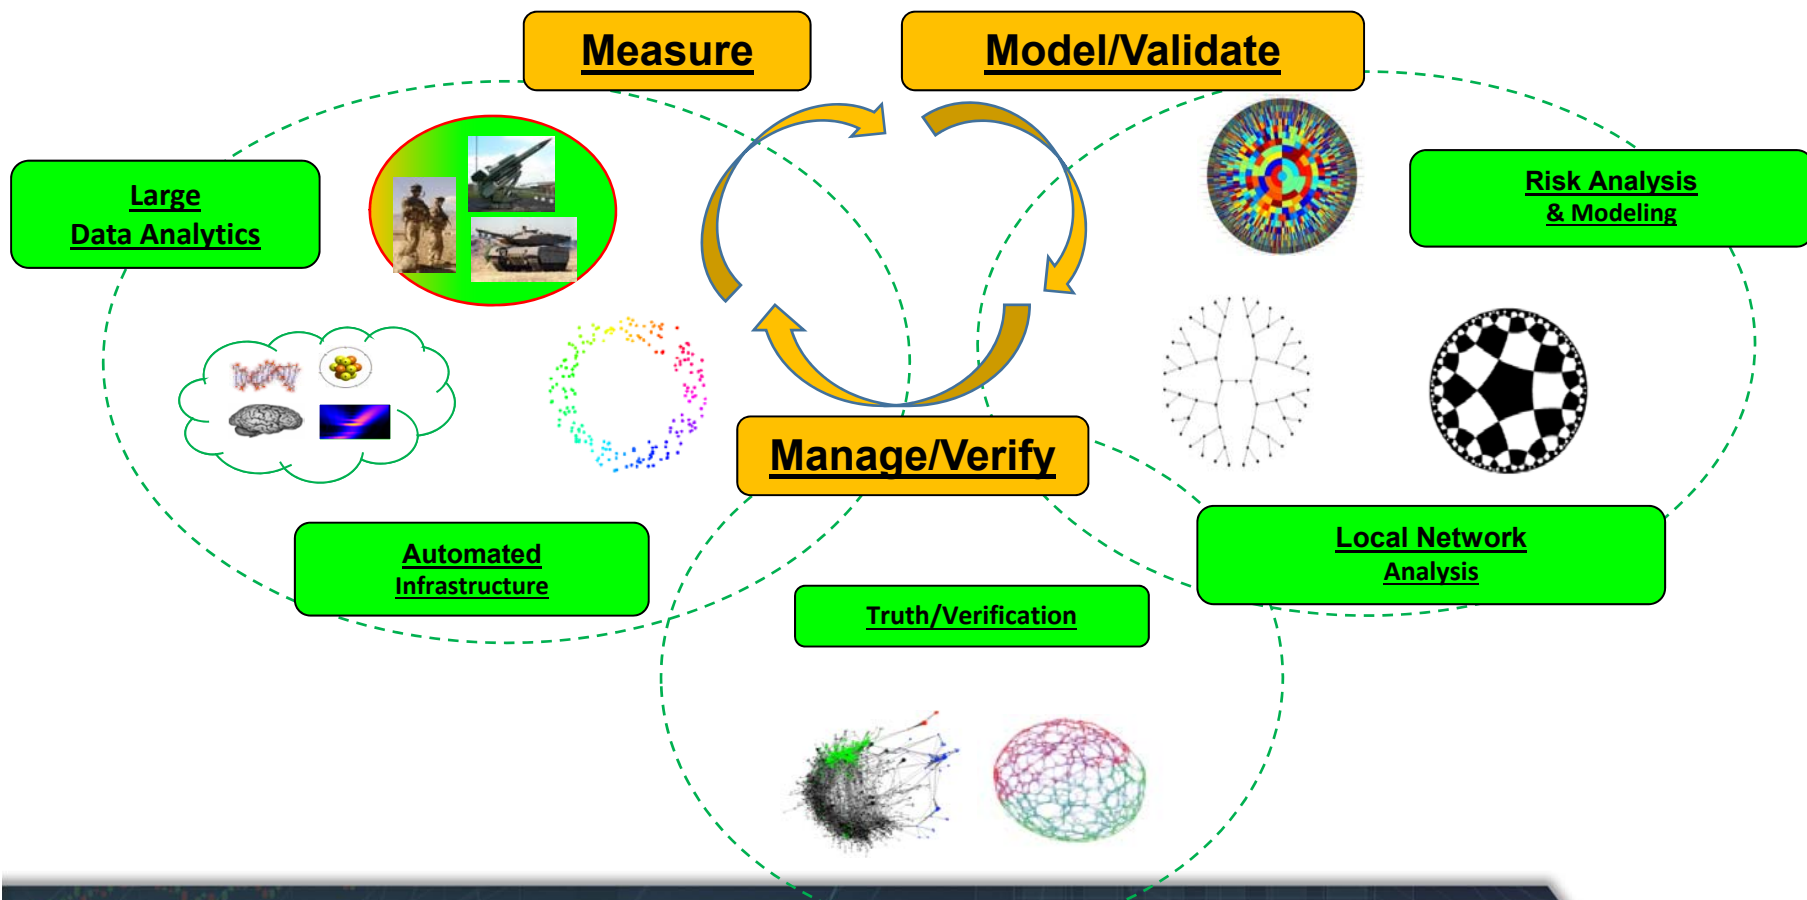 Measure
Model/Validate
Large
Data Analytics
Risk Analysis
& Modeling
Manage/Verify
Automated
Infrastructure
Local Network
Analysis
Truth/Verification